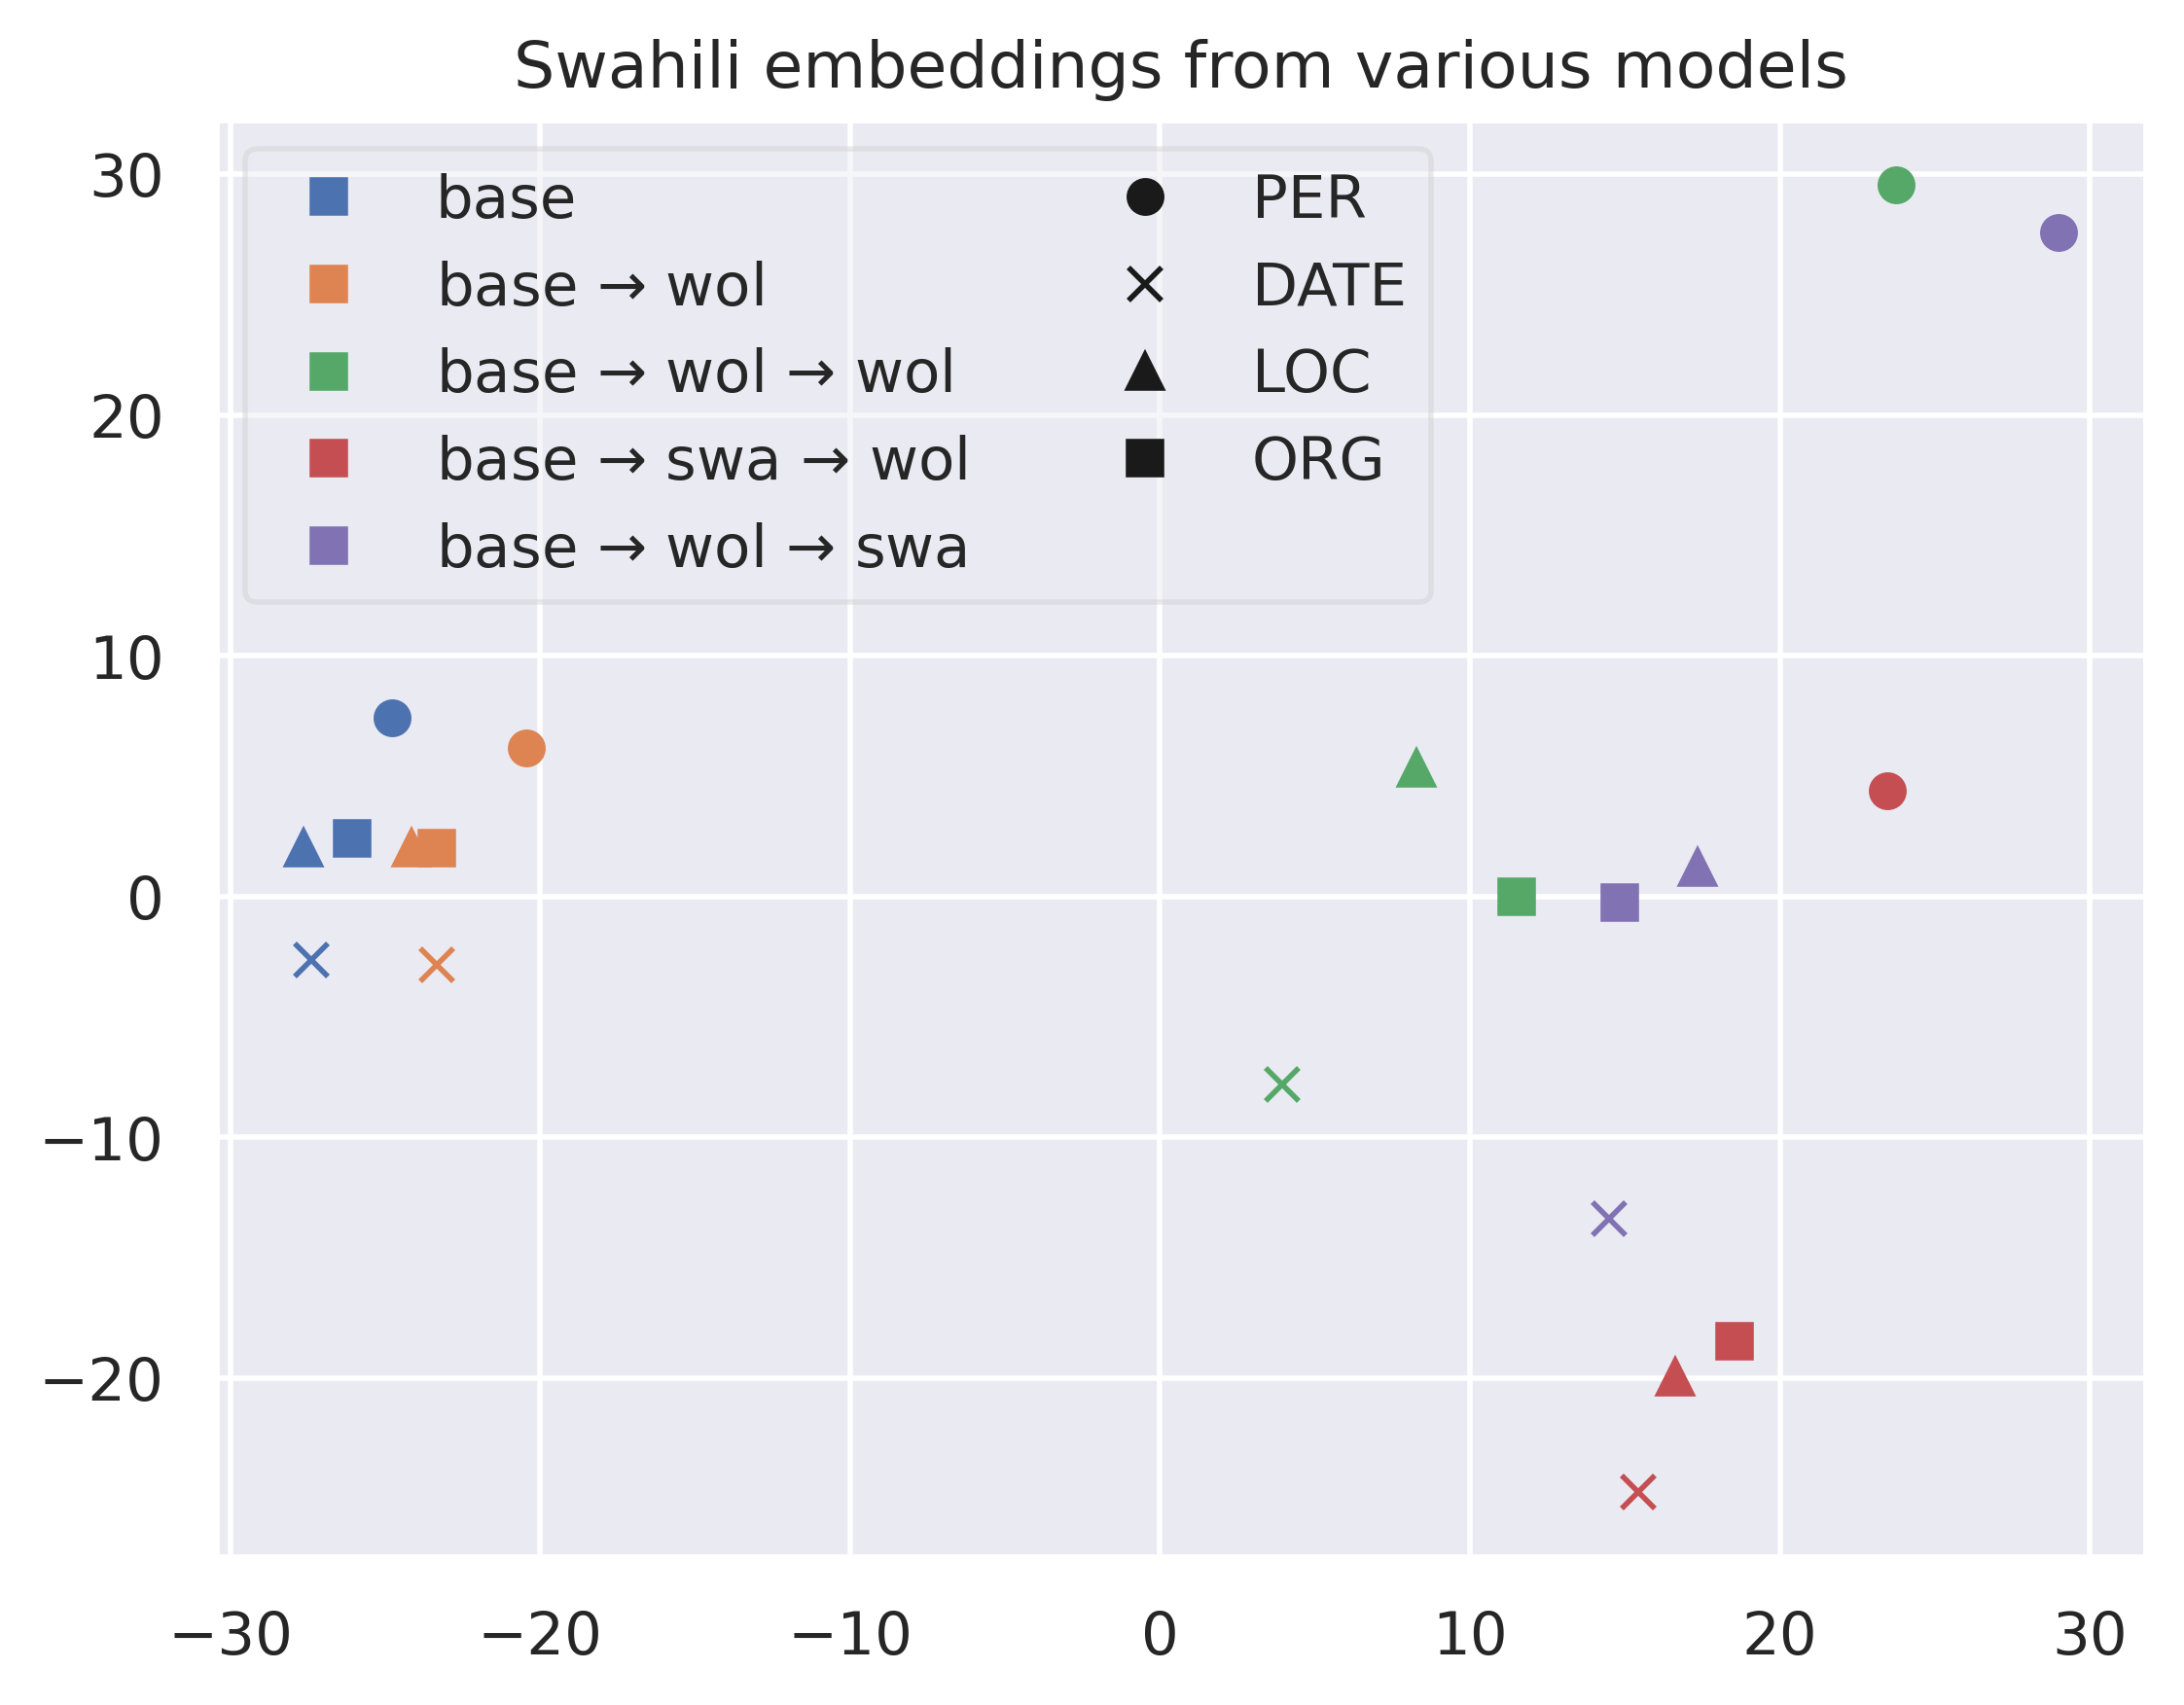 Swahili embeddings from various models
base
base → wol
base → wol → wol
base → swa → wol
base → wol → swa
PER
DATE
LOC
ORG
30
20
10
0
−10
−20
−30
−20
−10
0
10
20
30